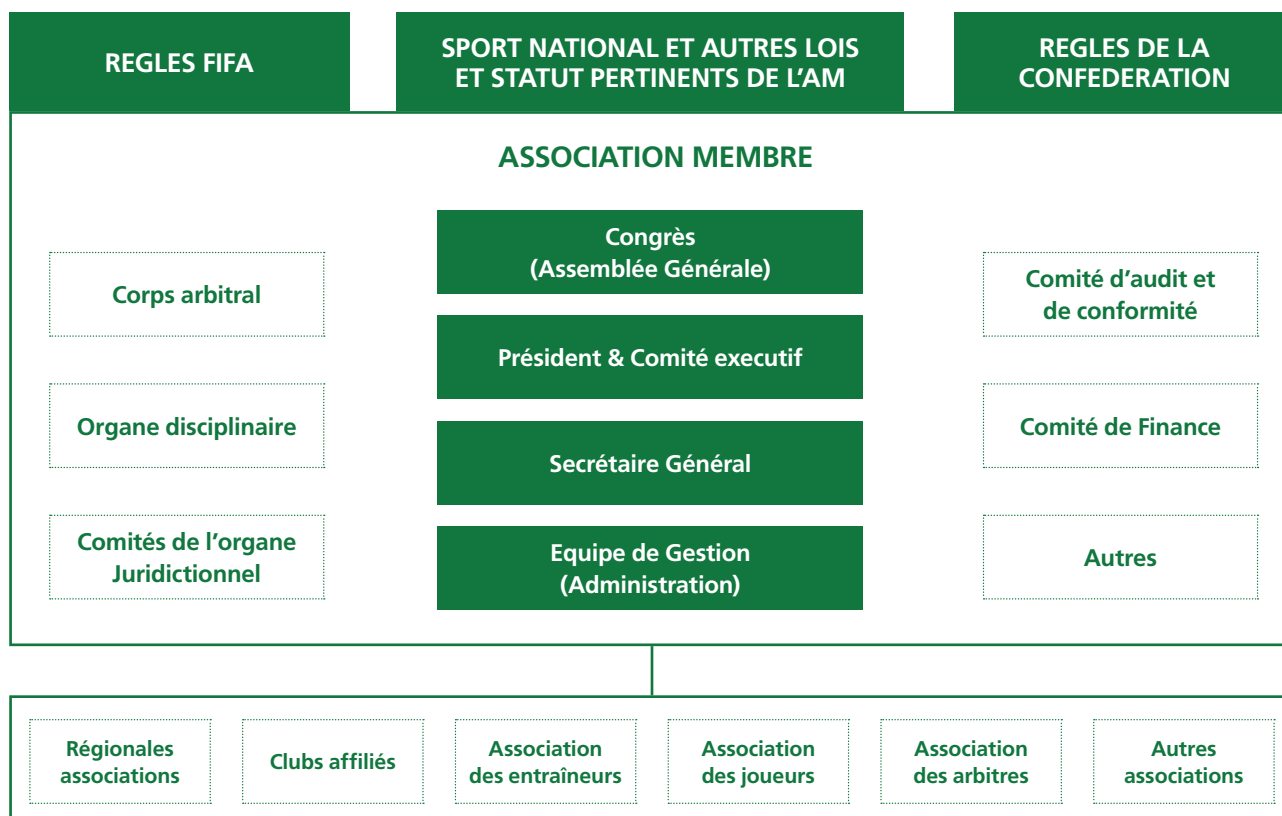 REGLES FIFA
SPORT NATIONAL ET AUTRES LOIS
ET STATUT PERTINENTS DE L'AM
REGLES DE LA
CONFEDERATION
ASSOCIATION MEMBRE
Corps arbitral
Organe disciplinaire
Comités de l'organe
Juridictionnel
Congrès
(Assemblée Générale)
Président & Comité executif
Secrétaire Général
Equipe de Gestion
(Administration)
Comité d'audit et
de conformité
Comité de Finance
Autres
Régionales
associations
Clubs affiliés
Association
des entraîneurs
Association
des joueurs
Association
des arbitres
Autres
associations